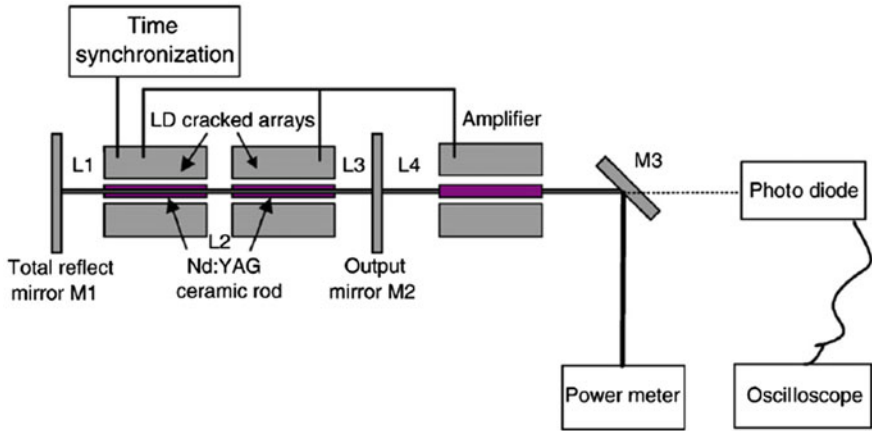 Time
synchronization
LD cracked arrays
Amplifier
L1
L3
L4
M3
Photo diode
L2
Total reflect
mirror M1
Nd:YAG
ceramic rod
Output
mirror M2
Power meter
Oscilloscope